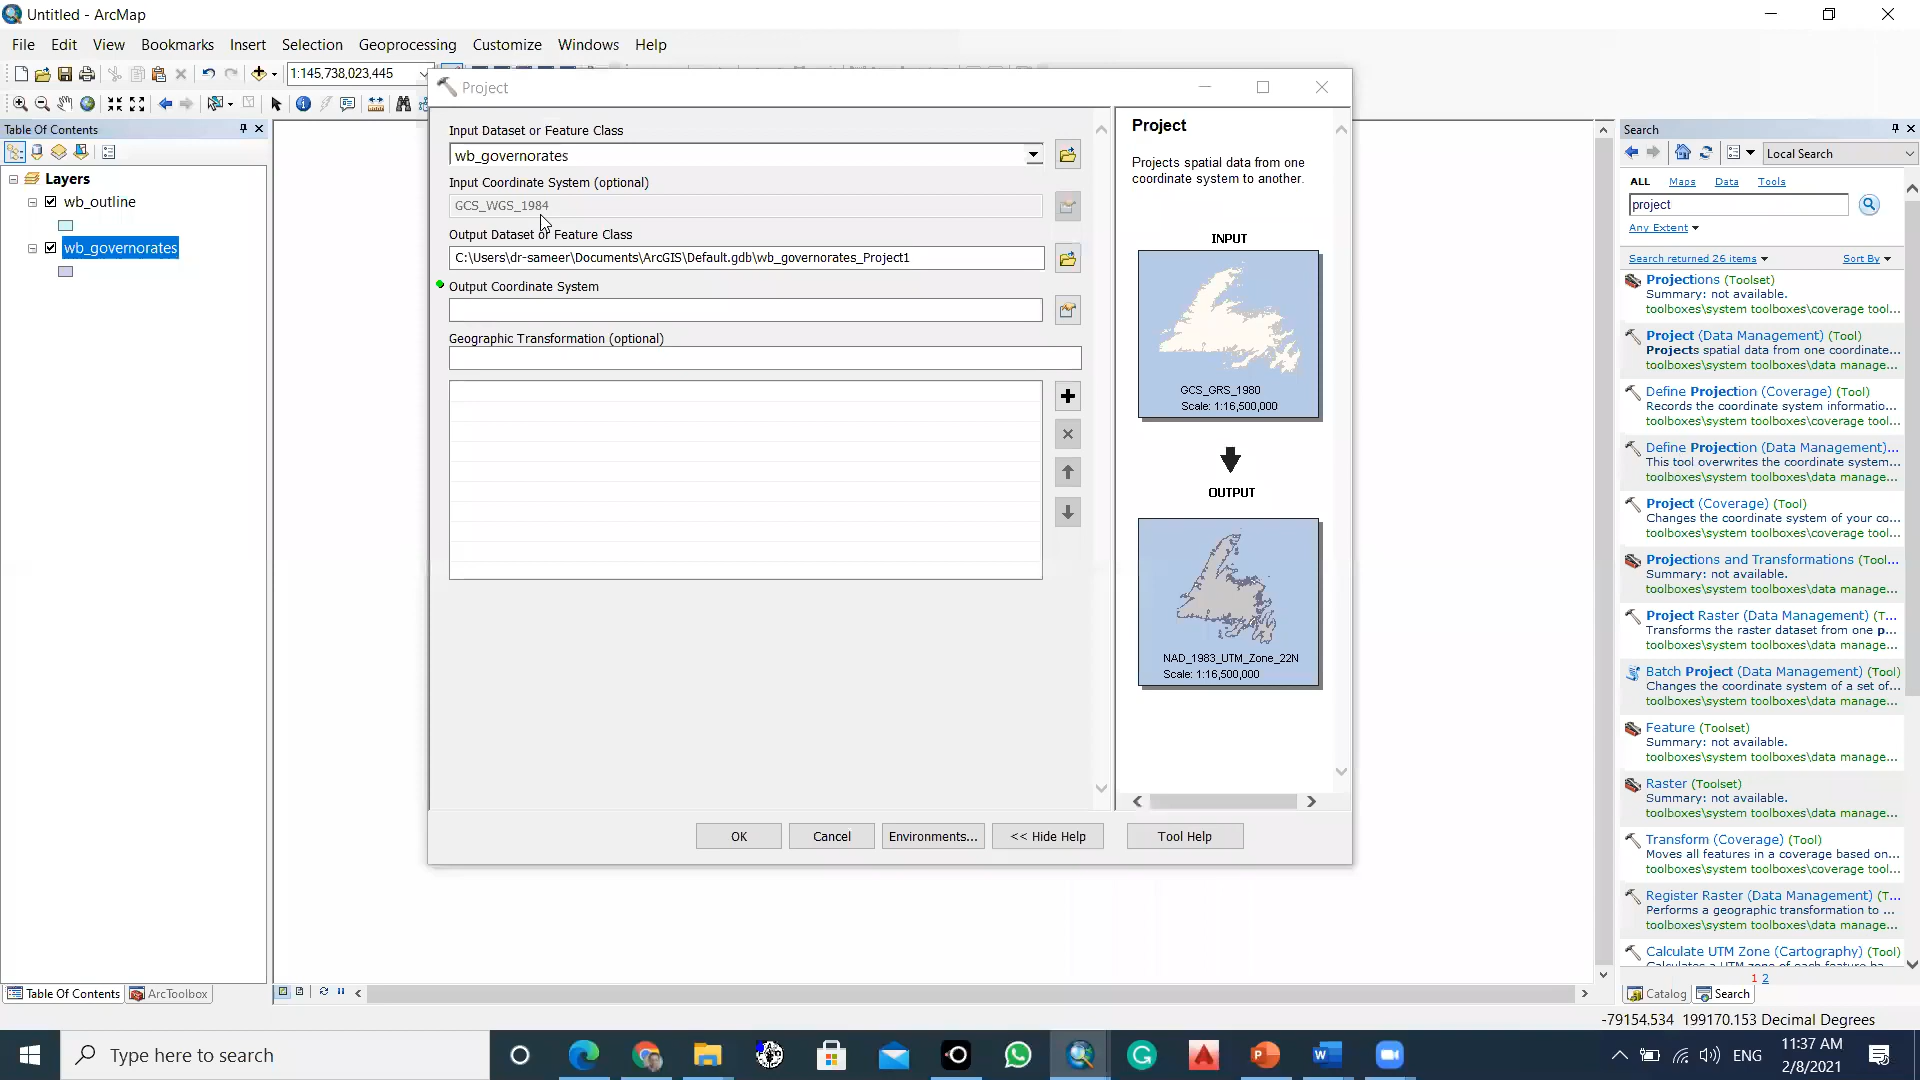 Untitled - ArcMap
File Edit View Bookmarks Insert Selection Geoprocessing Customize Windows Help
1:145,738,023,445
Table Of Contents
Layers
wb_outline
wb_governorates
Table Of Contents ArcToolbox
Project
Input Dataset or Feature Class
wb_governorates
Input Coordinate System (optional)
GCS_WGS_1984
Output Dataset or Feature Class
C:\Users\dr-sameer\Documents\ArcGIS\Default.gdb\wb_governorates_Project1
Output Coordinate System
Geographic Transformation (optional)
OK Cancel Environments... << Hide Help Tool Help
Project
Projects spatial data from one
coordinate system to another.
INPUT
GCS_GRS_1980
Scale: 1:16,500,000
OUTPUT
NAD_1983_UTM_Zone_22N
Scale: 1:16,500,000
Search
Local Search
ALL Maps Data Tools
project
Any Extent
Search returned 26 items Sort By
Projections (Toolset)
Summary: not available.
toolboxes\system toolboxes\coverage tool...
Project (Data Management) (Tool)
Projects spatial data from one coordinate...
toolboxes\system toolboxes\data manage...
Define Projection (Coverage) (Tool)
Records the coordinate system informatio...
toolboxes\system toolboxes\coverage tool...
Define Projection (Data Management)...
This tool overwrites the coordinate system...
toolboxes\system toolboxes\data manage...
Project (Coverage) (Tool)
Changes the coordinate system of your co...
toolboxes\system toolboxes\coverage tool...
Projections and Transformations (Tool...
Summary: not available.
toolboxes\system toolboxes\data manage...
Project Raster (Data Management) (T...
Transforms the raster dataset from one p...
toolboxes\system toolboxes\data manage...
Batch Project (Data Management) (Tool)
Changes the coordinate system of a set of...
toolboxes\system toolboxes\data manage...
Feature (Toolset)
Summary: not available.
toolboxes\system toolboxes\data manage...
Raster (Toolset)
Summary: not available.
toolboxes\system toolboxes\data manage...
Transform (Coverage) (Tool)
Moves all features in a coverage based on...
toolboxes\system toolboxes\coverage tool...
Register Raster (Data Management) (T...
Performs a geographic transformation to ...
toolboxes\system toolboxes\data manage...
Calculate UTM Zone (Cartography) (Tool)
1 2
Catalog Search
-79154.534 199170.153 Decimal Degrees
Type here to search
ENG
11:37 AM
2/8/2021